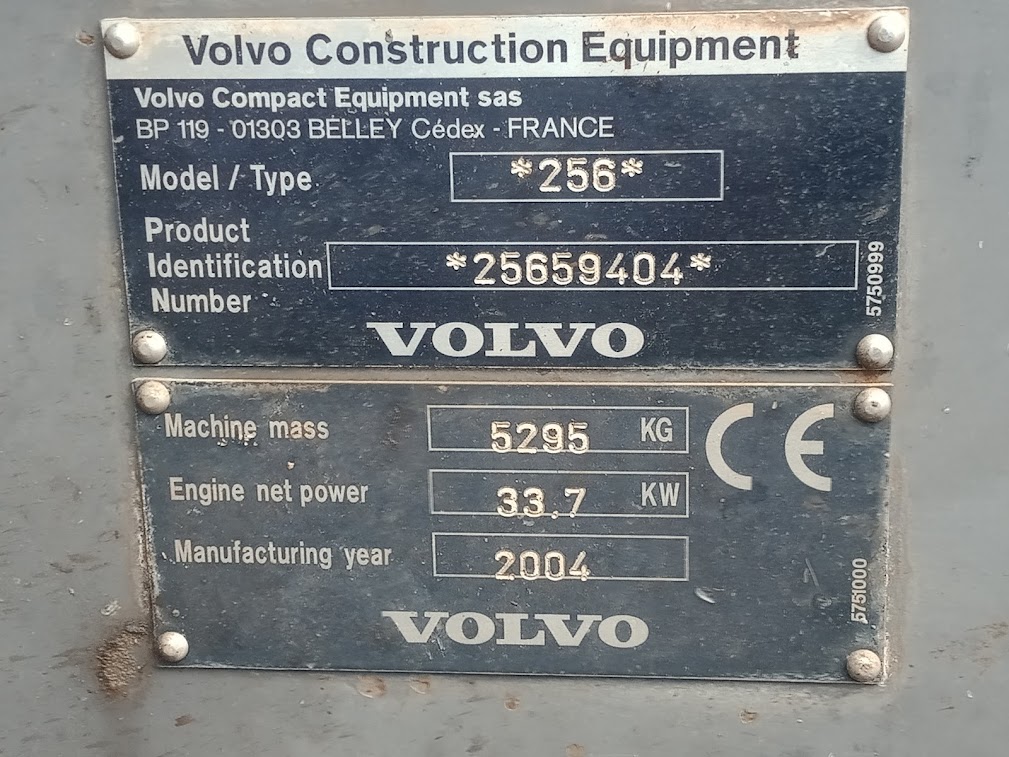 Volvo Construction Equipment
Volvo Compact Equipment sas
BP 119 - 01303 BELLEY Cédex - FRANCE
Model / Type *256*
Product
Identification *25659404*
Number
5750999
VOLVO
Machine mass 5295 KG
CE
Engine net power 33.7 KW
Manufacturing year 2004
5751000
VOLVO